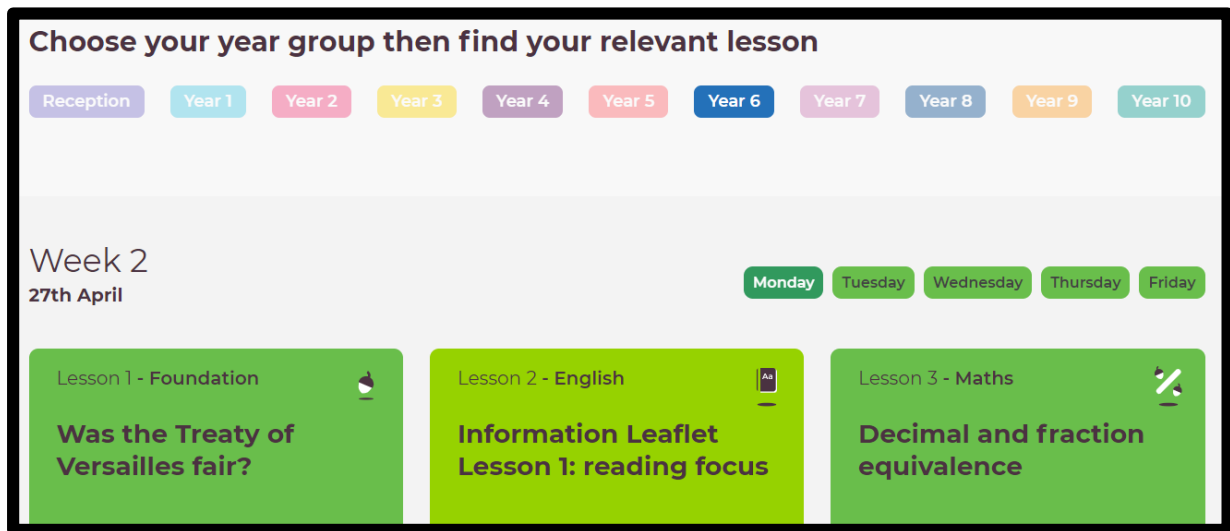 Choose your year group then find your relevant lesson
Reception Year 1 Year 2 Year 3 Year 4 Year 5 Year 6 Year 7 Year 8 Year 9 Year 10
Week 2
27th April
Monday Tuesday Wednesday Thursday Friday
Lesson 1 - Foundation
Was the Treaty of
Versailles fair?
Lesson 2 - English
Aa
Information Leaflet
Lesson 1: reading focus
Lesson 3 - Maths
Decimal and fraction
equivalence